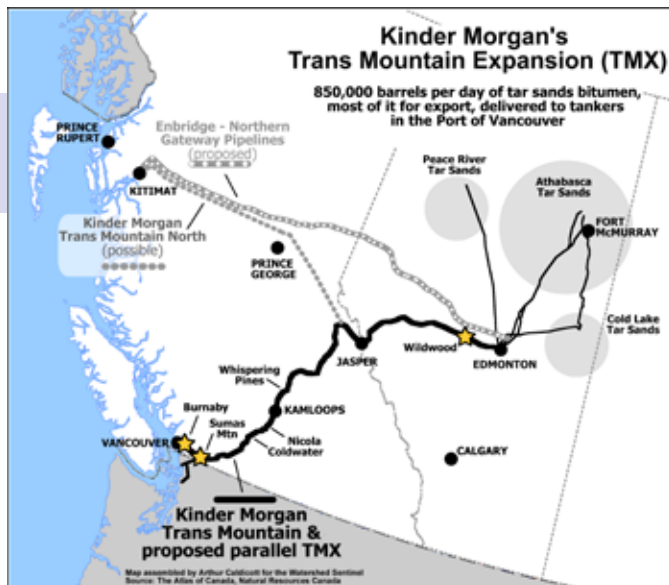 Kinder Morgan's
Trans Mountain Expansion (TMX)
850,000 barrels per day of tar sands bitumen,
most of it for export, delivered to tankers
in the Port of Vancouver
PRINCE
RUPERT
Enbridge - Northern
Gateway Pipelines
(proposed)
KITIMAT
Peace River
Tar Sands
Athabasca
Tar Sands
FORT
McMURRAY
Kinder Morgan
Trans Mountain North
(possible)
PRINCE
GEORGE
Cold Lake
Tar Sands
Wildwood
EDMONTON
JASPER
Whispering
Pines
KAMLOOPS
Burnaby
Sumas
Mtn
VANCOUVER
Nicola
Coldwater
CALGARY
Kinder Morgan
Trans Mountain &
proposed parallel TMX
Map assembled by Arthur Caldicott for the Watershed Sentinel
Source: The Atlas of Canada, Natural Resources Canada